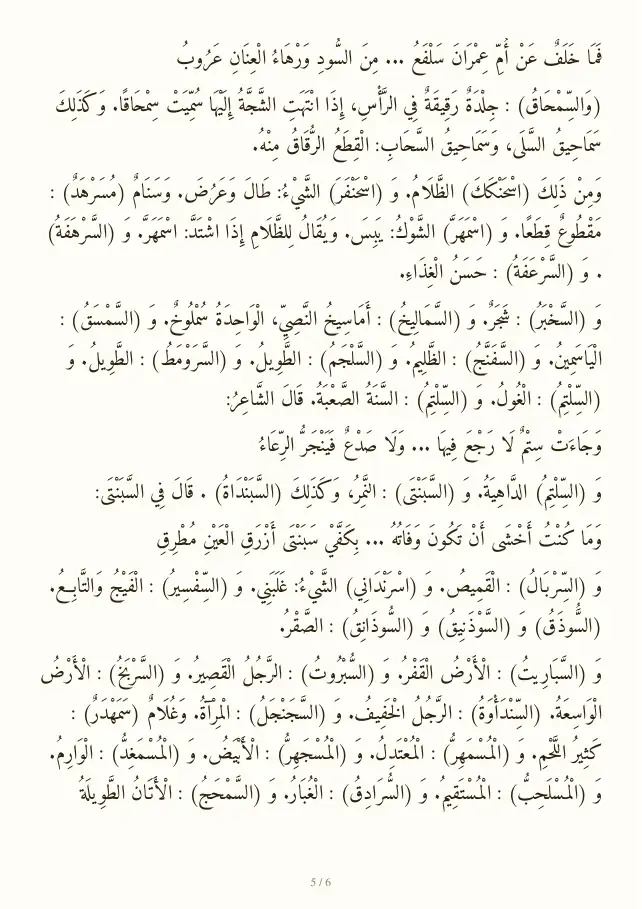 فَمَا خَلَفٌ عَنْ أُمِّ عِمْرَانَ سَلْفَعُ ... مِنَ السُّودِ وَرْهَاءُ الْعِنَانِ عَرُوبُ
(وَالسِّمْحَاقُ) : جِلْدَةٌ رَقِيقَةٌ فِي الرَّأْسِ، إِذَا انْتَهَتِ الشَّجَّةُ إِلَيْهَا سُمِّيَتْ سِمْحَاقًا. وَكَذَلِكَ
سَمَاحِيقُ السَّلَى، وَسَمَاحِيقُ السَّحَابِ: الْقِطَعُ الرُّقَاقُ مِنْهُ.
وَمِنْ ذَلِكَ (اسْحَنْكَكَ) الظَّلَامُ. وَ (اسْحَنْفَرَ) الشَّيْءُ: طَالَ وَعَرُضَ. وَسَنَامٌ (مُسَرْهَدٌ) :
مَقْطُوعٌ قِطَعًا. وَ (اسْمَهَرَّ) الشَّوْكُ: يَبِسَ. وَيُقَالُ لِلظَّلَامِ إِذَا اشْتَدَّ: اسْمَهَرَّ. وَ (السَّرْهَفَةُ)
. وَ (السَّرْعَفَةُ) : حَسَنُ الْغِذَاءِ.
وَ (السَّخْبَرُ) : شَجَرٌ. وَ (السَّمَالِيخُ) : أَمَاسِيخُ النَّصِيِّ، الْوَاحِدَةُ سُمْلُوخٌ. وَ (السَّمْسَقُ) :
الْيَاسَمِينُ. وَ (السَّفَنَّجُ) : الظَّلِيمُ. وَ (السَّلْجَمُ) : الطَّوِيلُ. وَ (السَّرَوْمَطُ) : الطَّوِيلُ. وَ
(السِّلْتِمُ) : الْغُولُ. وَ (السِّلْتِمُ) : السَّنَةُ الصَّعْبَةُ. قَالَ الشَّاعِرُ:
وَجَاءَتْ سِتْمٌ لَا رَجْعَ فِيهَا ... وَلَا صَدْعٌ فَيَنْجَرُّ الرِّعَاءُ
وَ (السِّلْتِمُ) الدَّاهِيَةُ. وَ (السَّبَنْتَى) : النَّمِرُ، وَكَذَلِكَ (السَّبَنْدَاةُ) . قَالَ فِي السَّبَنْتَى:
وَمَا كُنْتُ أَخْشَى أَنْ تَكُونَ وَفَاتُهُ ... بِكَفَّيْ سَبَنْتَى أَزْرَقِ الْعَيْنِ مُطْرِقِ
وَ (السِّرْبَالُ) : الْقَمِيصُ. وَ (اسْرَنْدَانِي) الشَّيْءُ: غَلَبَنِي. وَ (السِّفْسِيرُ) : الْفَيْجُ وَالتَّابِعُ.
(السُّوذَقُ) وَ (السَّوْذَنِيقُ) وَ (السُّوذَانِقُ) : الصَّقْرُ.
وَ (السَّبَارِيتُ) : الْأَرْضُ الْقَفْرُ. وَ (السُّبْرُوتُ) : الرَّجُلُ الْقَصِيرُ. وَ (السَّرْبَخُ) : الْأَرْضُ
الْوَاسِعَةُ. (السِّنْدَأْوَةُ) : الرَّجُلُ الْخَفِيفُ. وَ (السَّجَنْجَلُ) : الْمِرْآةُ. وَغُلَامٌ (سَمَهْدَرٌ) :
كَثِيرُ اللَّحْمِ. وَ (الْمُسْمَهِرُّ) : الْمُعْتَدِلُ. وَ (الْمُسْجَهِرُّ) : الْأَبْيَضُ. وَ (الْمُسْمَغِدُّ) : الْوَارِمُ.
وَ (الْمُسْلَحِبُّ) : الْمُسْتَقِيمُ. وَ (السُّرَادِقُ) : الْغُبَارُ. وَ (السَّمْحَجُ) : الْأَتَانُ الطَّوِيلَةُ
5 / 6